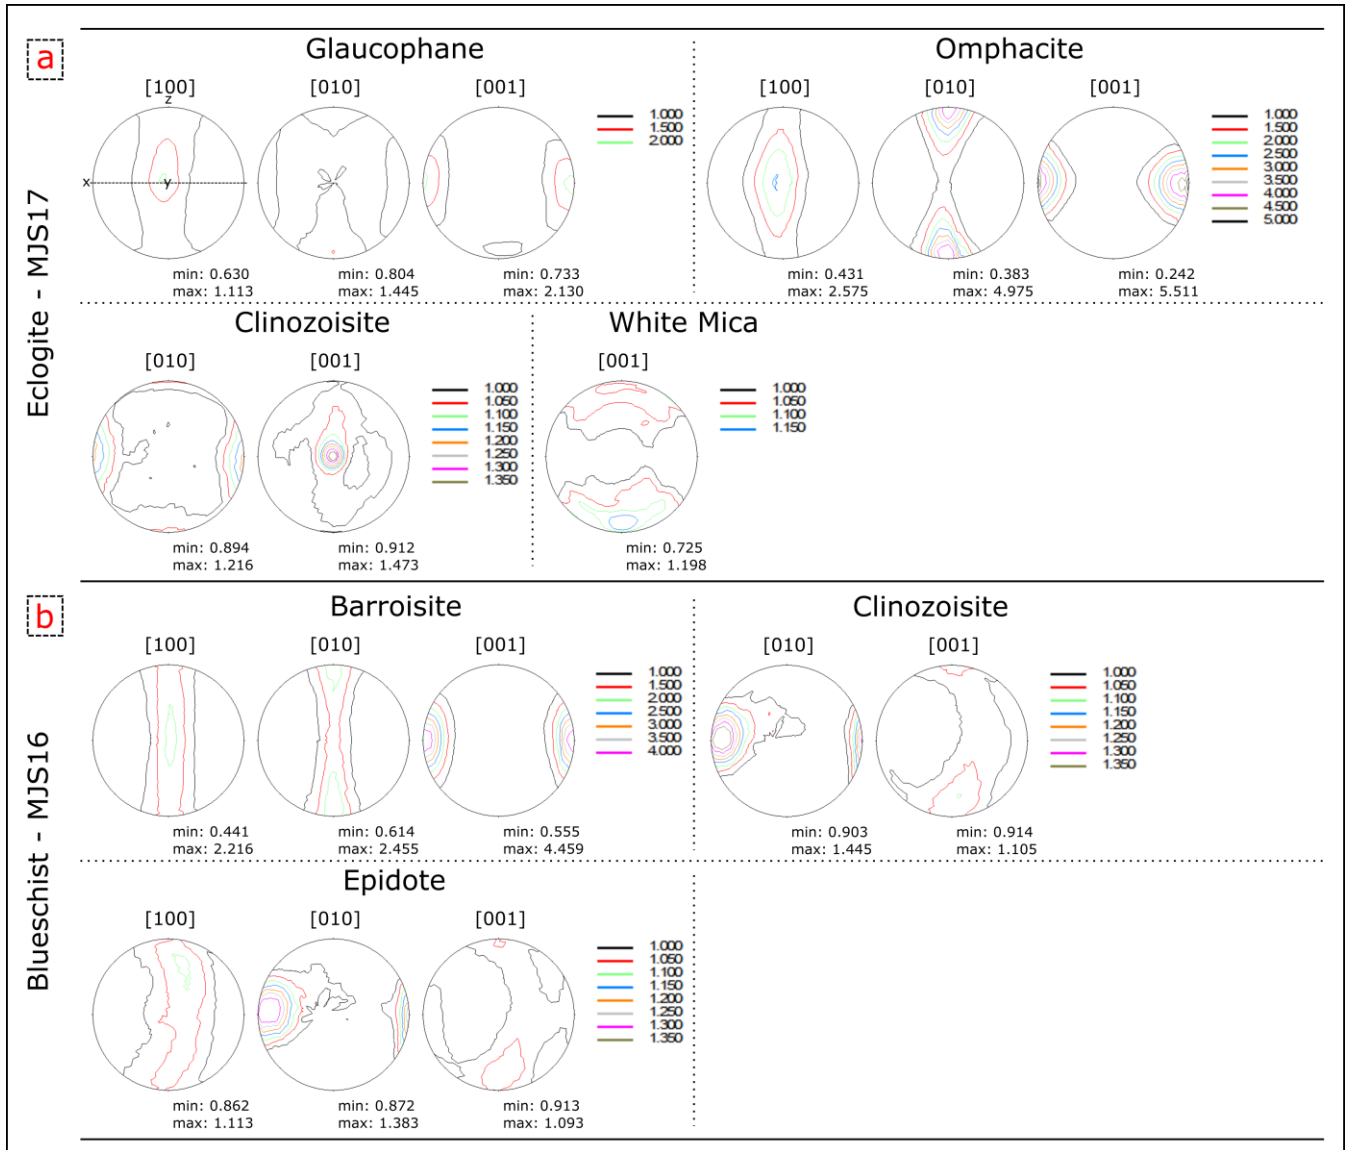 a
Eclogite - MJS17
Glaucophane
[100]
[010]
[001]
z
x
y
1.000
1.500
2.000
min: 0.630
max: 1.113
min: 0.804
max: 1.445
min: 0.733
max: 2.130
Omphacite
[100]
[010]
[001]
1.000
1.500
2.000
2.500
3.000
3.500
4.000
4.500
5.000
min: 0.431
max: 2.575
min: 0.383
max: 4.975
min: 0.242
max: 5.511
Clinozoisite
[010]
[001]
1.000
1.050
1.100
1.150
1.200
1.250
1.300
1.350
min: 0.894
max: 1.216
min: 0.912
max: 1.473
White Mica
[001]
1.000
1.050
1.100
1.150
min: 0.725
max: 1.198
b
Blueschist - MJS16
Barroisite
[100]
[010]
[001]
1.000
1.500
2.000
2.500
3.000
3.500
4.000
min: 0.441
max: 2.216
min: 0.614
max: 2.455
min: 0.555
max: 4.459
Clinozoisite
[010]
[001]
1.000
1.050
1.100
1.150
1.200
1.250
1.300
1.350
min: 0.903
max: 1.445
min: 0.914
max: 1.105
Epidote
[100]
[010]
[001]
1.000
1.050
1.100
1.150
1.200
1.250
1.300
1.350
min: 0.862
max: 1.113
min: 0.872
max: 1.383
min: 0.913
max: 1.093